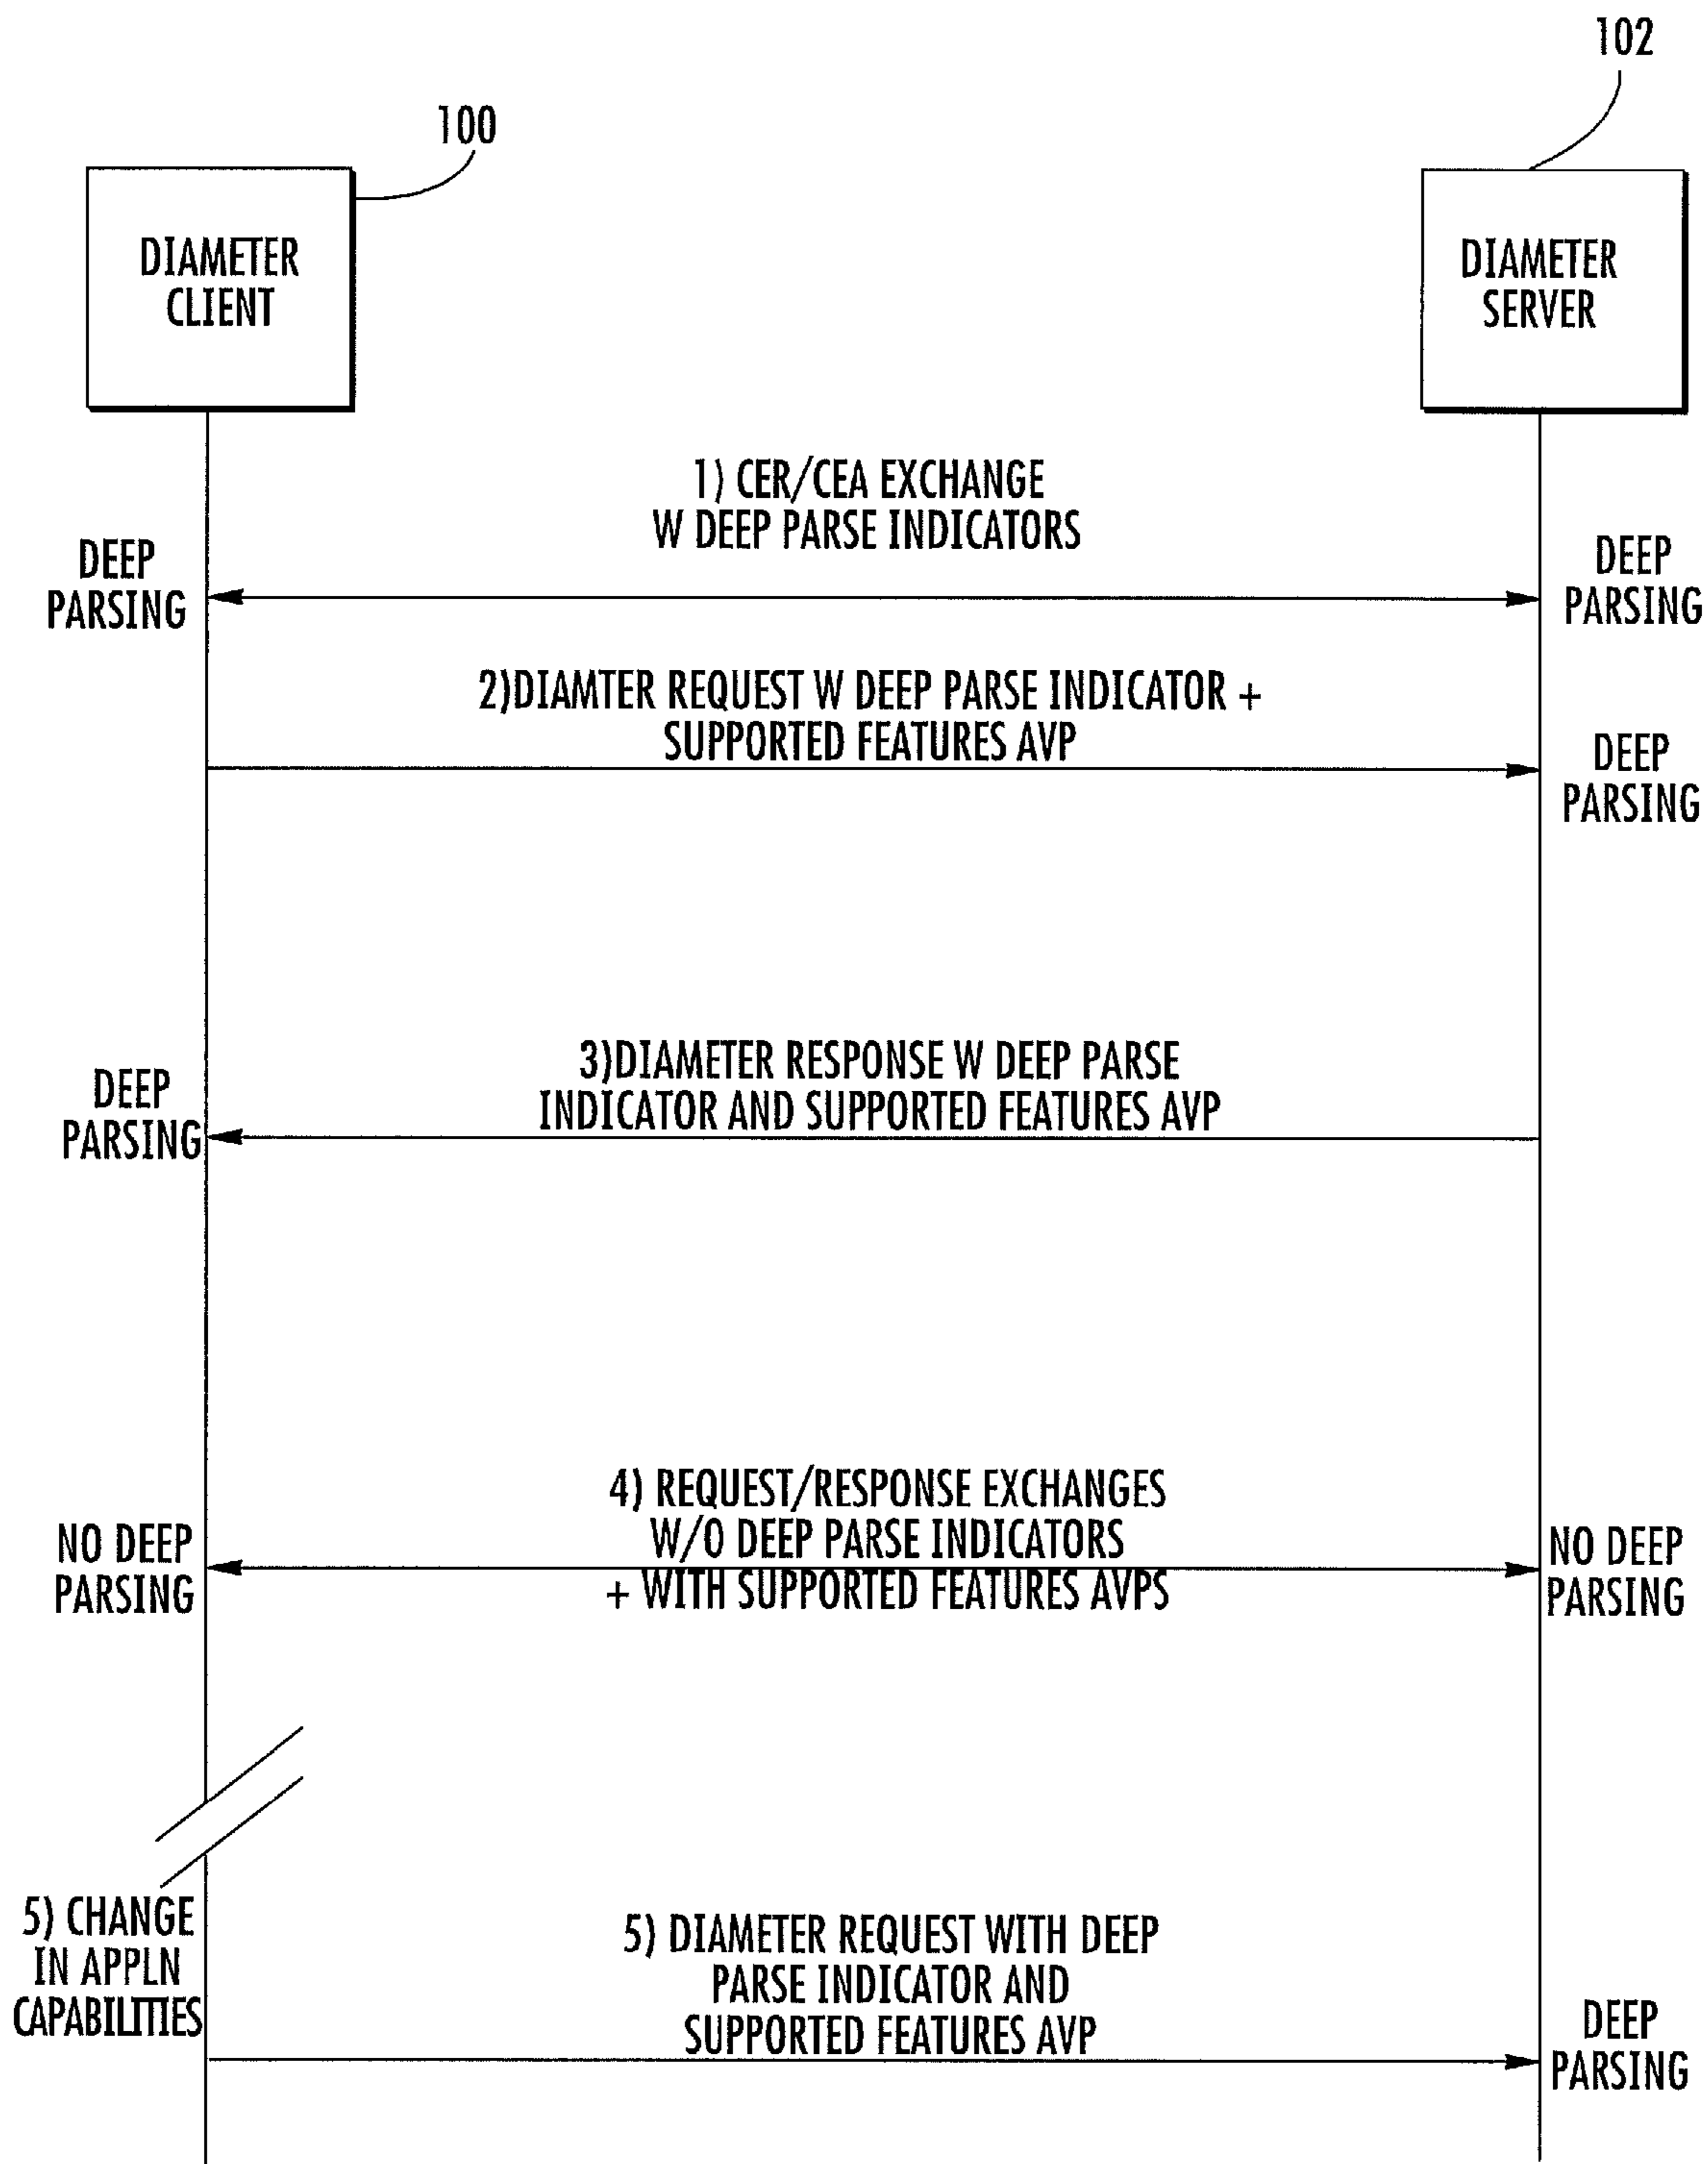 102
100
DIAMETER
CLIENT
DIAMETER
SERVER
1) CER/CEA EXCHANGE
W DEEP PARSE INDICATORS
DEEP
PARSING
DEEP
PARSING
2)DIAMTER REQUEST W DEEP PARSE INDICATOR +
SUPPORTED FEATURES AVP
DEEP
PARSING
3)DIAMETER RESPONSE W DEEP PARSE
INDICATOR AND SUPPORTED FEATURES AVP
DEEP
PARSING
4) REQUEST/RESPONSE EXCHANGES
W/O DEEP PARSE INDICATORS
+ WITH SUPPORTED FEATURES AVPS
NO DEEP
PARSING
NO DEEP
PARSING
5) CHANGE
IN APPLN
CAPABILITIES
5) DIAMETER REQUEST WITH DEEP
PARSE INDICATOR AND
SUPPORTED FEATURES AVP
DEEP
PARSING